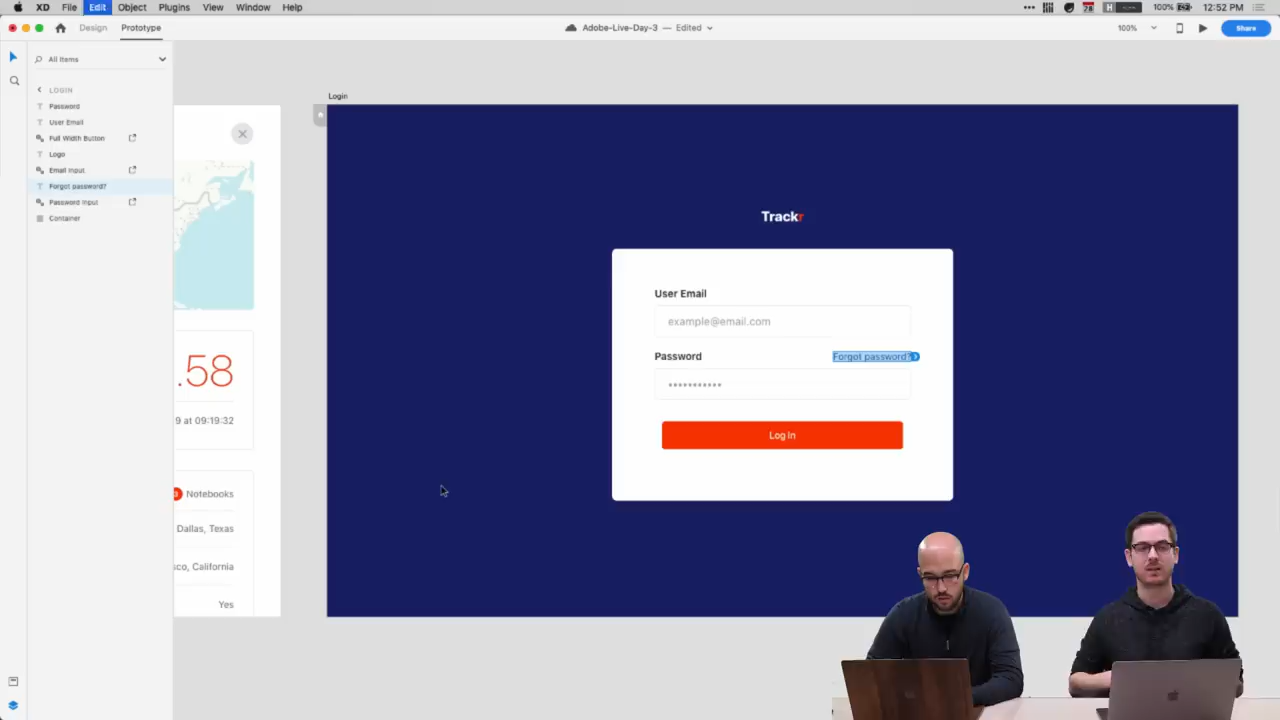 XD File Edit Object Plugins View Window Help
100% 12:52 PM
Design Prototype
Adobe-Live-Day-3 — Edited
100%
Share
All Items
LOGIN
Password
User Email
Full Width Button
Logo
Email Input
Forgot password?
Password Input
Container
.58
9 at 09:19:32
Notebooks
Dallas, Texas
sco, California
Yes
Login
Trackr
User Email
example@email.com
Password
Forgot password?
Log In